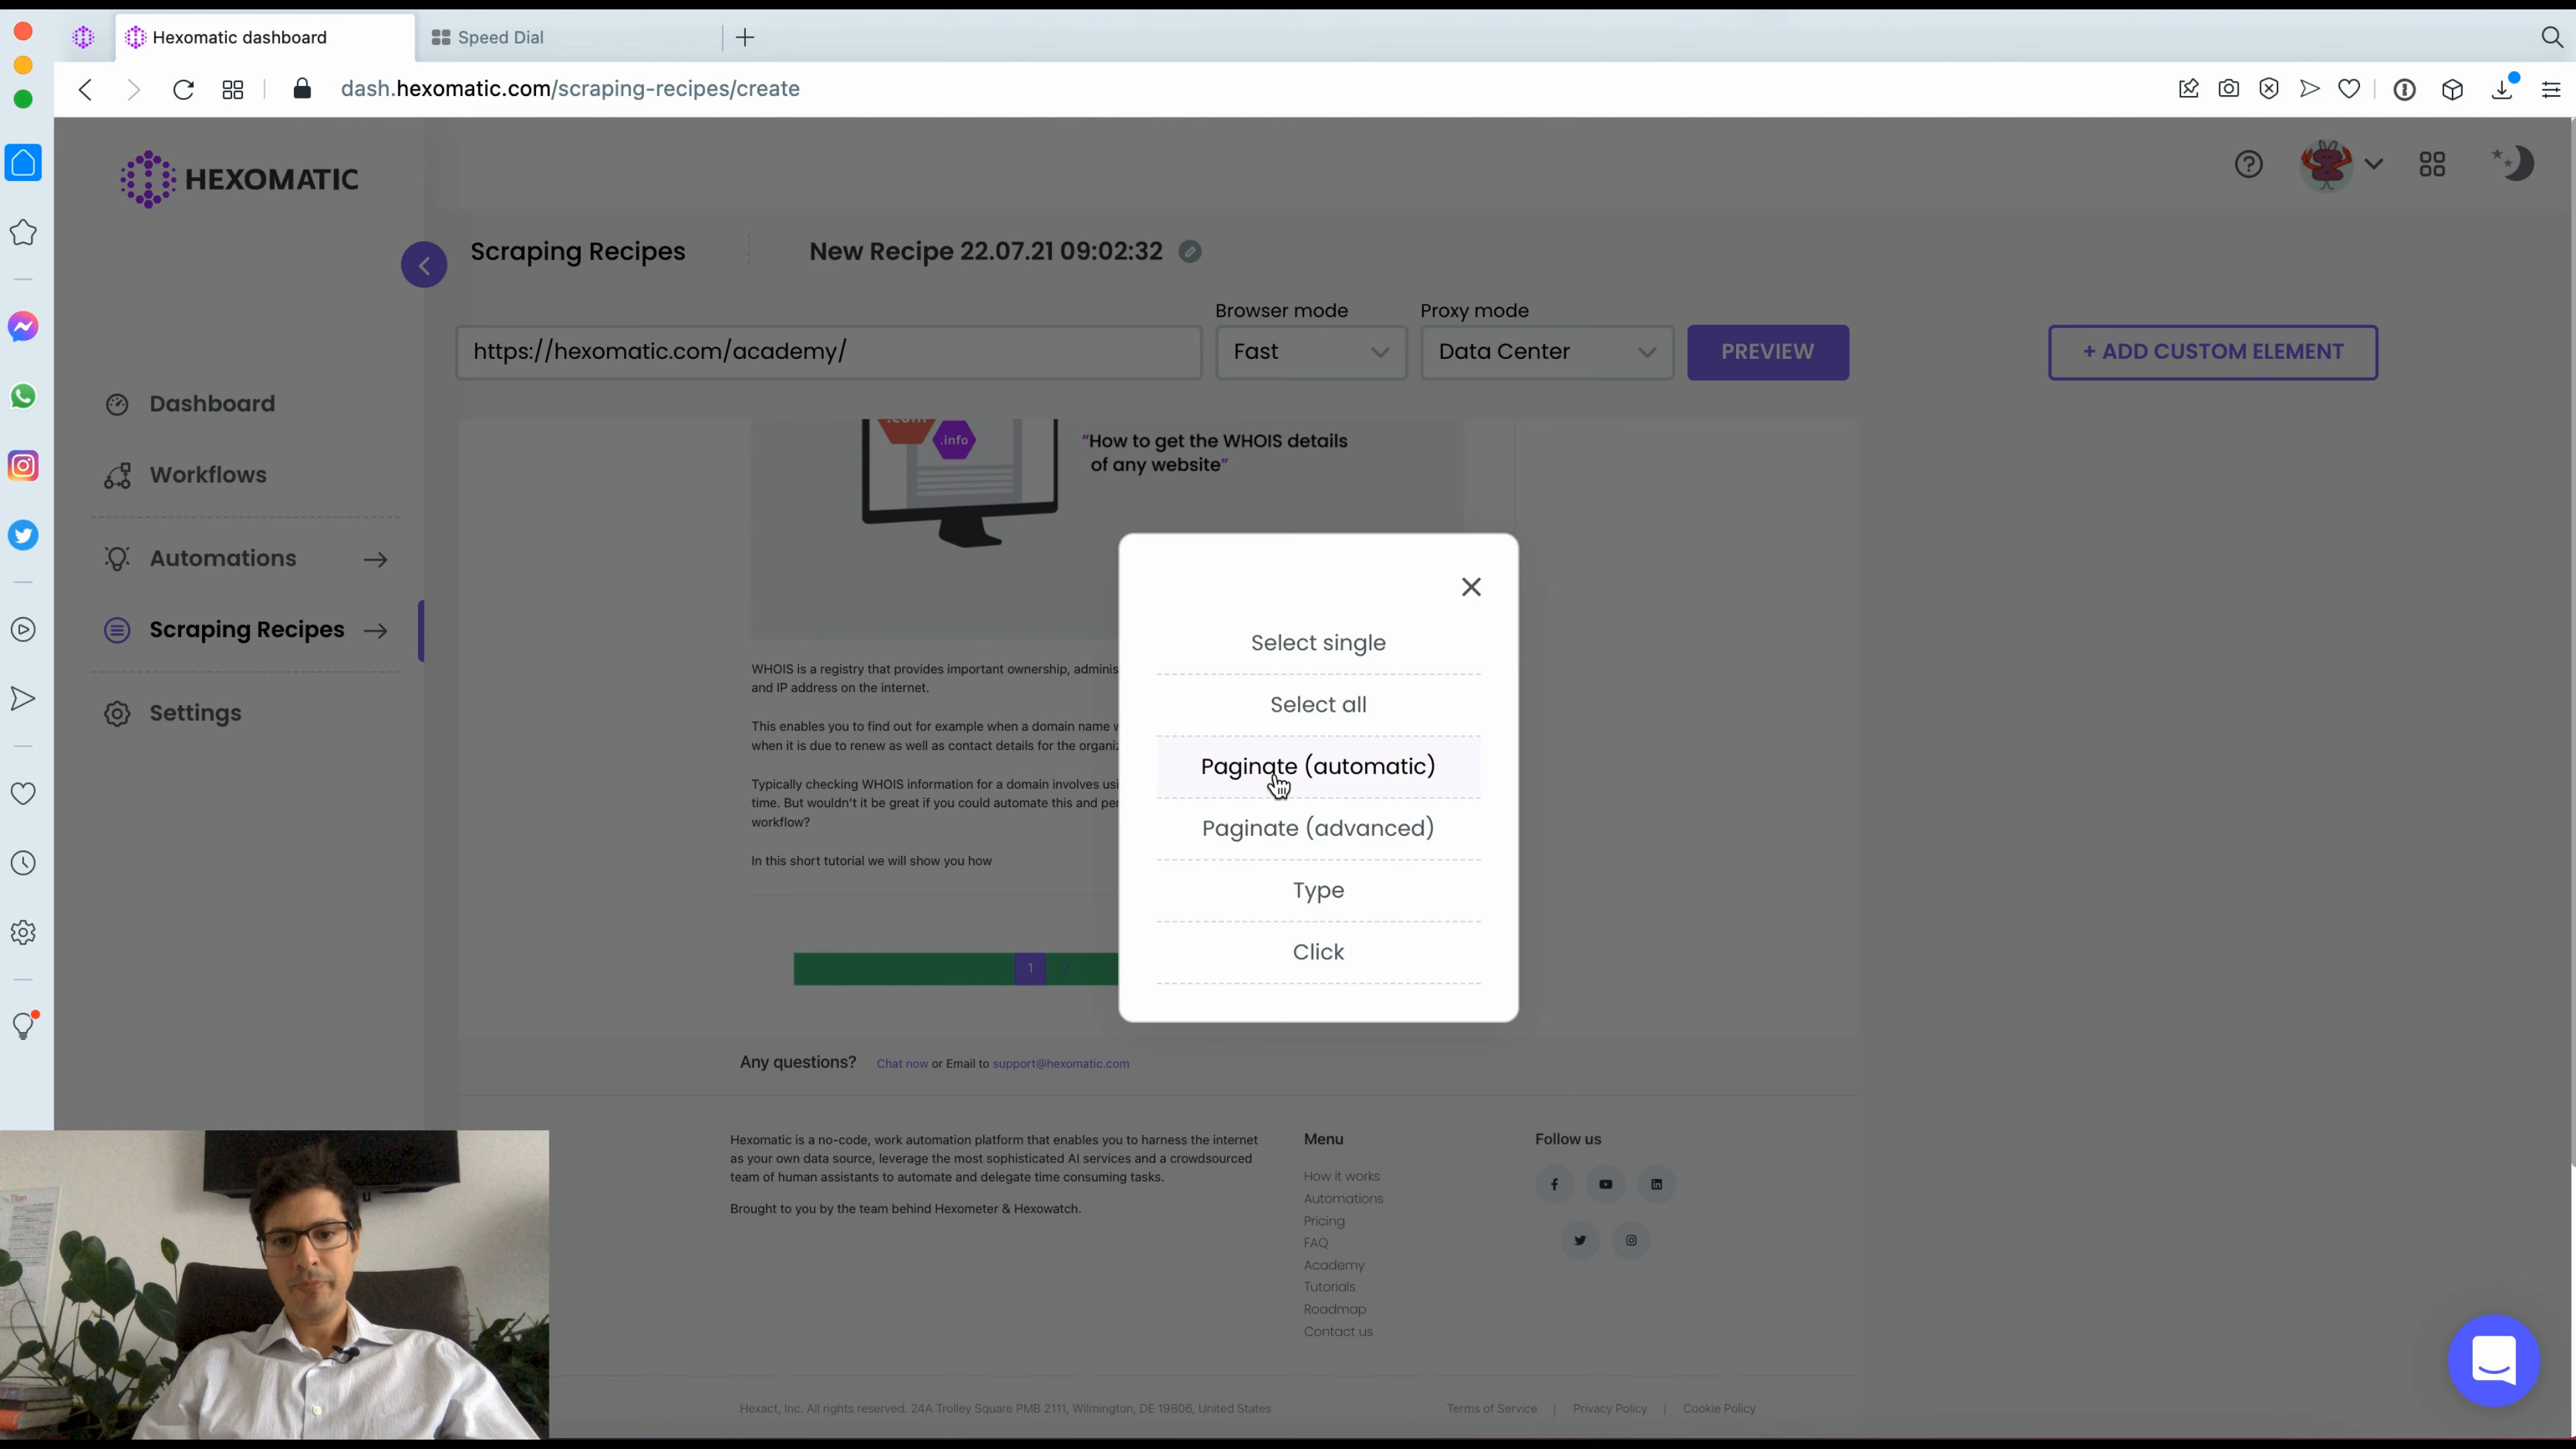 Hexomatic dashboard
Speed Dial
dash.hexomatic.com/scraping-recipes/create
HEXOMATIC
Scraping Recipes
New Recipe 22.07.21 09:02:32
Browser mode
Proxy mode
https://hexomatic.com/academy/
Fast
Data Center
PREVIEW
+ ADD CUSTOM ELEMENT
Dashboard
Workflows
Automations
Scraping Recipes
Settings
.com
.info
“How to get the WHOIS details
of any website”
Select single
Select all
Paginate (automatic)
Paginate (advanced)
Type
Click
WHOIS is a registry that provides important ownership, adminis
and IP address on the internet.
This enables you to find out for example when a domain name w
when it is due to renew as well as contact details for the organiz
Typically checking WHOIS information for a domain involves usi
time. But wouldn't it be great if you could automate this and per
workflow?
In this short tutorial we will show you how
1 2
Any questions? Chat now or Email to support@hexomatic.com
Hexomatic is a no-code, work automation platform that enables you to harness the internet
as your own data source, leverage the most sophisticated AI services and a crowdsourced
team of human assistants to automate and delegate time consuming tasks.
Brought to you by the team behind Hexometer & Hexowatch.
Menu
How it works
Automations
Pricing
FAQ
Academy
Tutorials
Roadmap
Contact us
Follow us
Hexact, Inc. All rights reserved. 24A Trolley Square PMB 2111, Wilmington, DE 19806, United States
Terms of Service | Privacy Policy | Cookie Policy